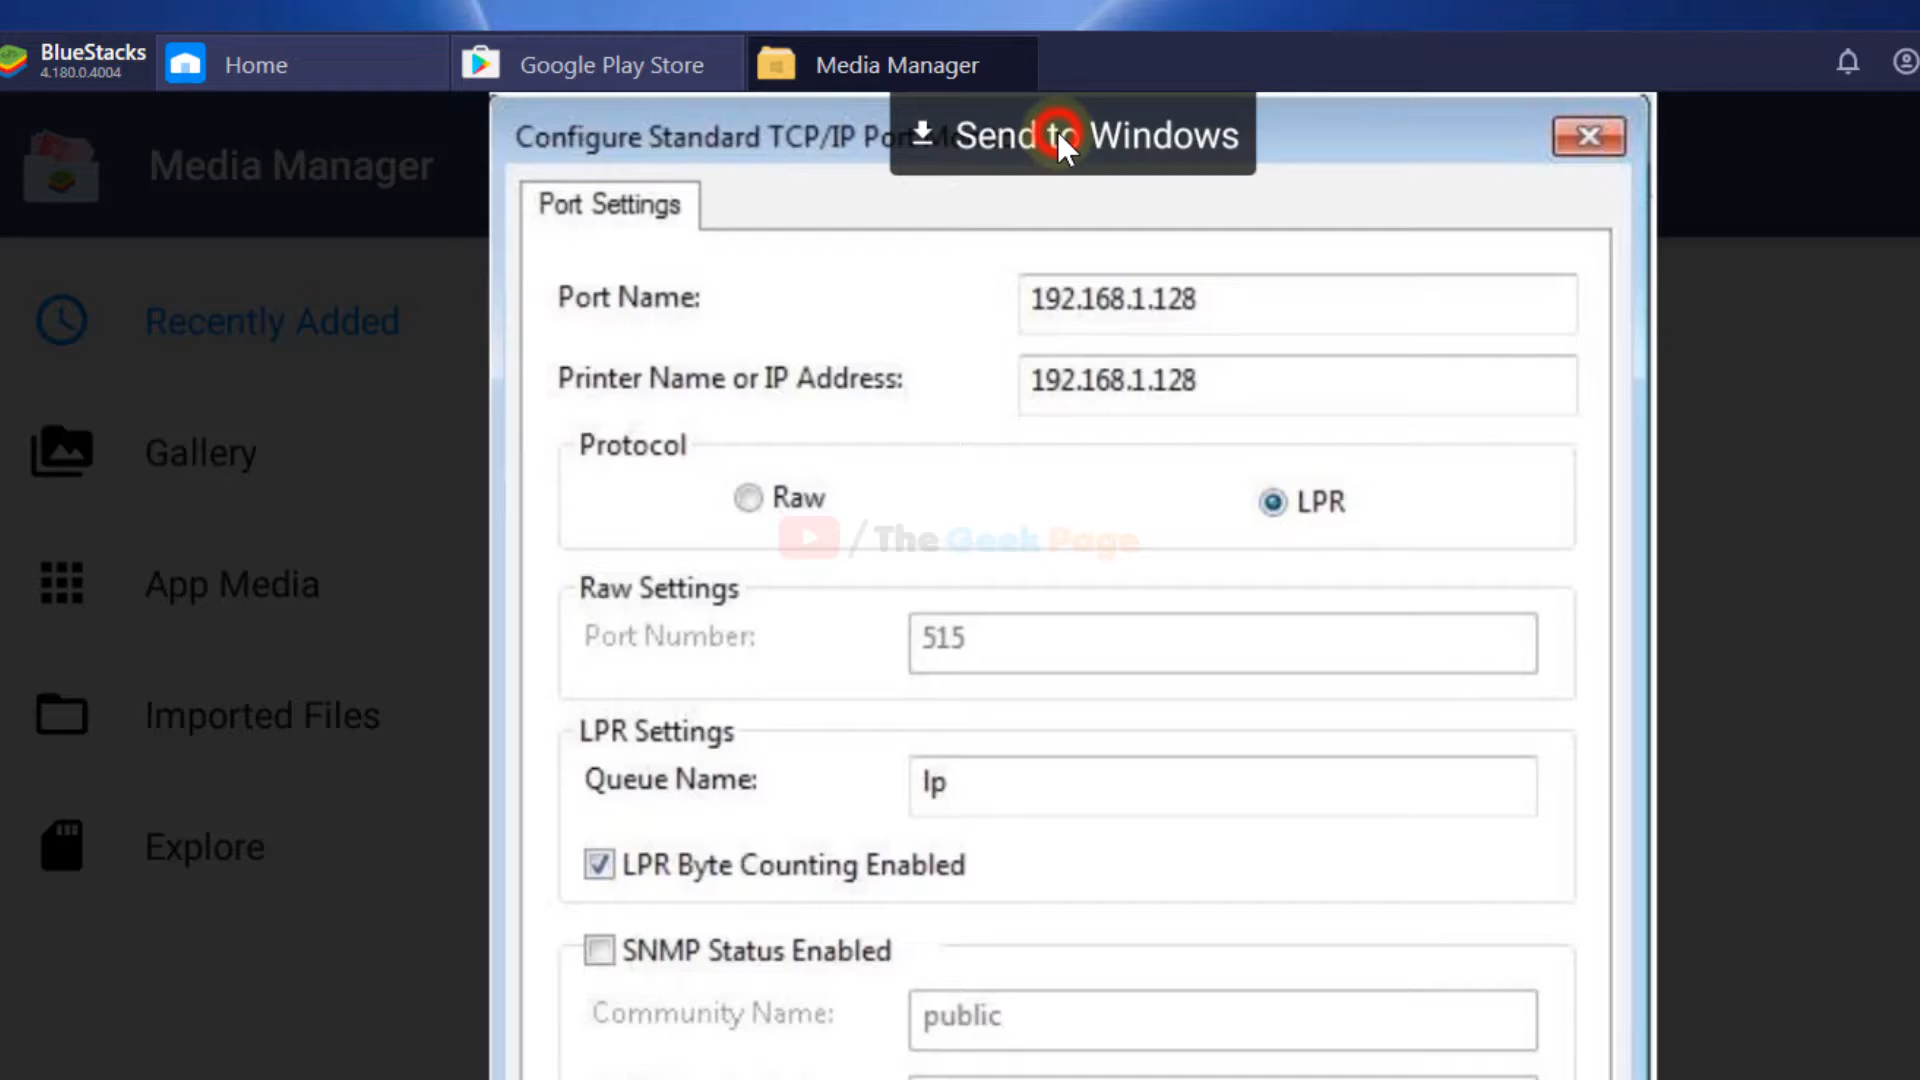 BlueStacks
4.180.0.4004
Home
Google Play Store
Media Manager
Media Manager
Configure Standard TCP/IP Port
Send to Windows
Port Settings
Recently Added
Gallery
App Media
Imported Files
Explore
Port Name:
192.168.1.128
Printer Name or IP Address:
192.168.1.128
Protocol
Raw
LPR
/The Geek Page
Raw Settings
Port Number:
515
LPR Settings
Queue Name:
lp
LPR Byte Counting Enabled
SNMP Status Enabled
Community Name:
public